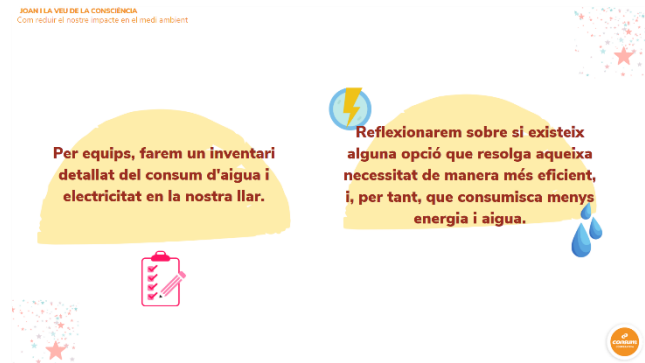 JOAN I LA VEU DE LA CONSCIÈNCIA
Com reduir el nostre impacte en el medi ambient
Per equips, farem un inventari
detallat del consum d'aigua i
electricitat en la nostra llar.
Reflexionarem sobre si existeix
alguna opció que resolga aqueixa
necessitat de manera més eficient,
i, per tant, que consumisca menys
energia i aigua.